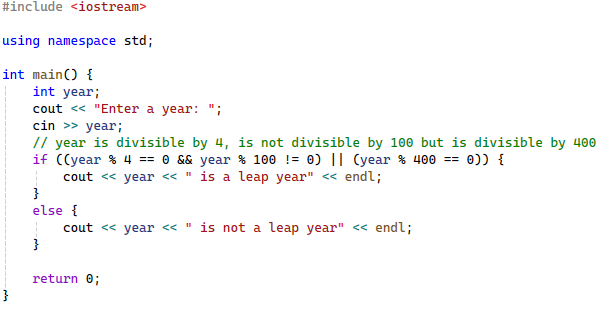 #include <iostream>

using namespace std;

int main() {
    int year;
    cout << "Enter a year: ";
    cin >> year;
    // year is divisible by 4, is not divisible by 100 but is divisible by 400
    if ((year % 4 == 0 && year % 100 != 0) || (year % 400 == 0)) {
        cout << year << " is a leap year" << endl;
    }
    else {
        cout << year << " is not a leap year" << endl;
    }

    return 0;
}